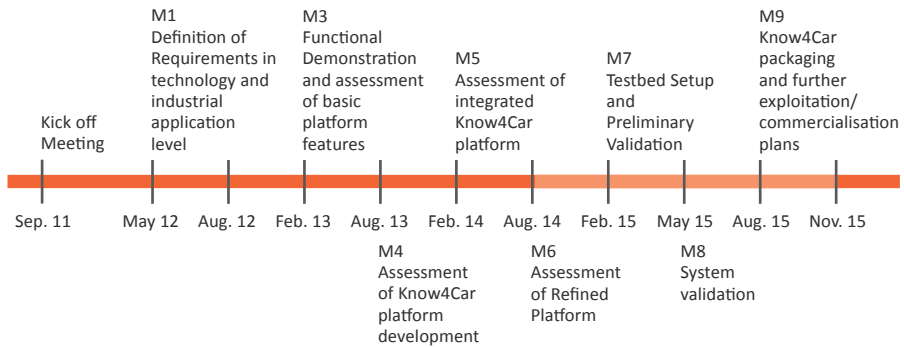 Kick off
Meeting
M1
Definition of
Requirements in
technology and
industrial
application
level
M3
Functional
Demonstration
and assessment
of basic
platform
features
M5
Assessment of
integrated
Know4Car
platform
M7
Testbed Setup
and
Preliminary
Validation
M9
Know4Car
packaging
and further
exploitation/
commercialisation
plans
Sep. 11
May 12
Aug. 12
Feb. 13
Aug. 13
Feb. 14
Aug. 14
Feb. 15
May 15
Aug. 15
Nov. 15
M4
Assessment
of Know4Car
platform
development
M6
Assessment
of Refined
Platform
M8
System
validation